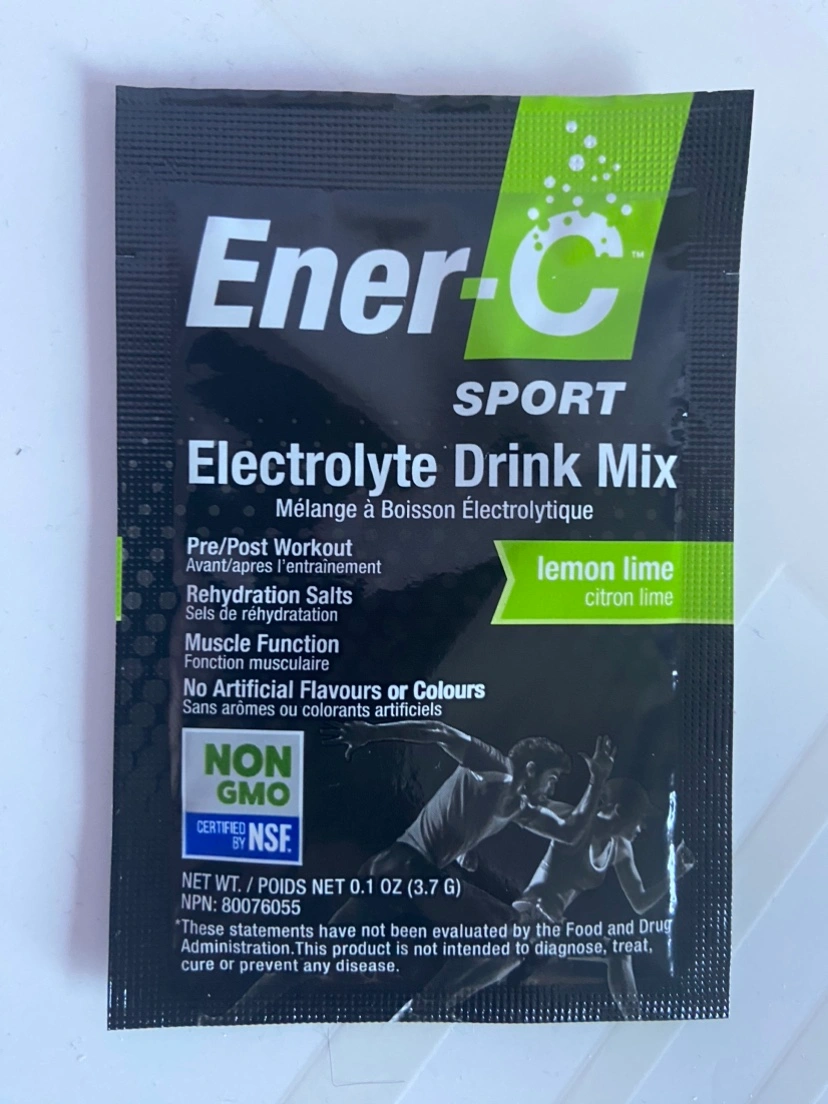 Ener-C™
SPORT
Electrolyte Drink Mix
Mélange à Boisson Électrolytique
Pre/Post Workout
Avant/apres l'entraînement
lemon lime
citron lime
Rehydration Salts
Sels de réhydratation
Muscle Function
Fonction musculaire
No Artificial Flavours or Colours
Sans arômes ou colorants artificiels
NON
GMO
CERTIFIED
BY NSF.
NET WT. / POIDS NET 0.1 OZ (3.7 G)
NPN: 80076055
*These statements have not been evaluated by the Food and Drug
Administration.This product is not intended to diagnose, treat,
cure or prevent any disease.